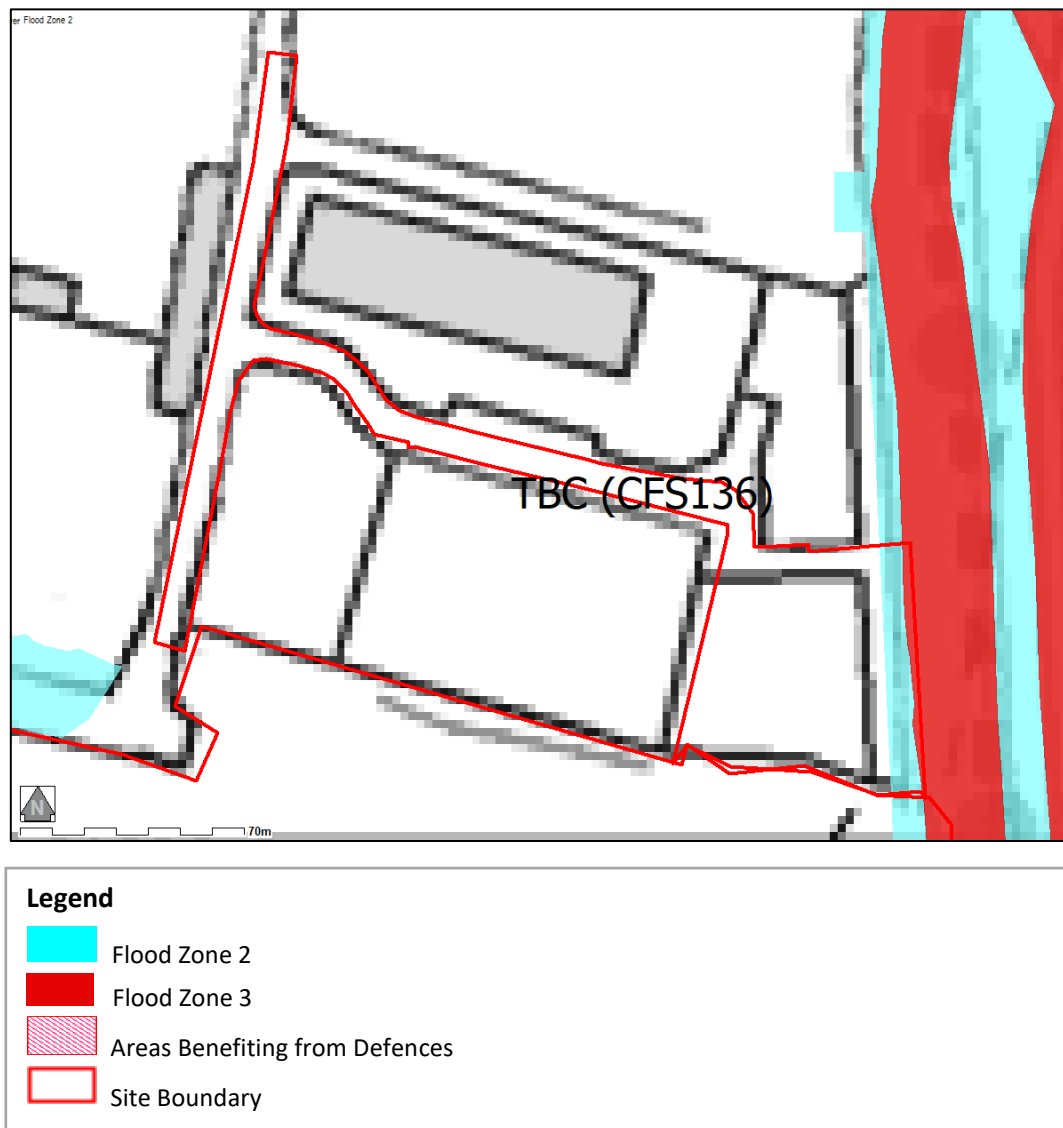 er Flood Zone 2
TBC (CFS136)
N
70m
Legend
Flood Zone 2
Flood Zone 3
Areas Benefiting from Defences
Site Boundary